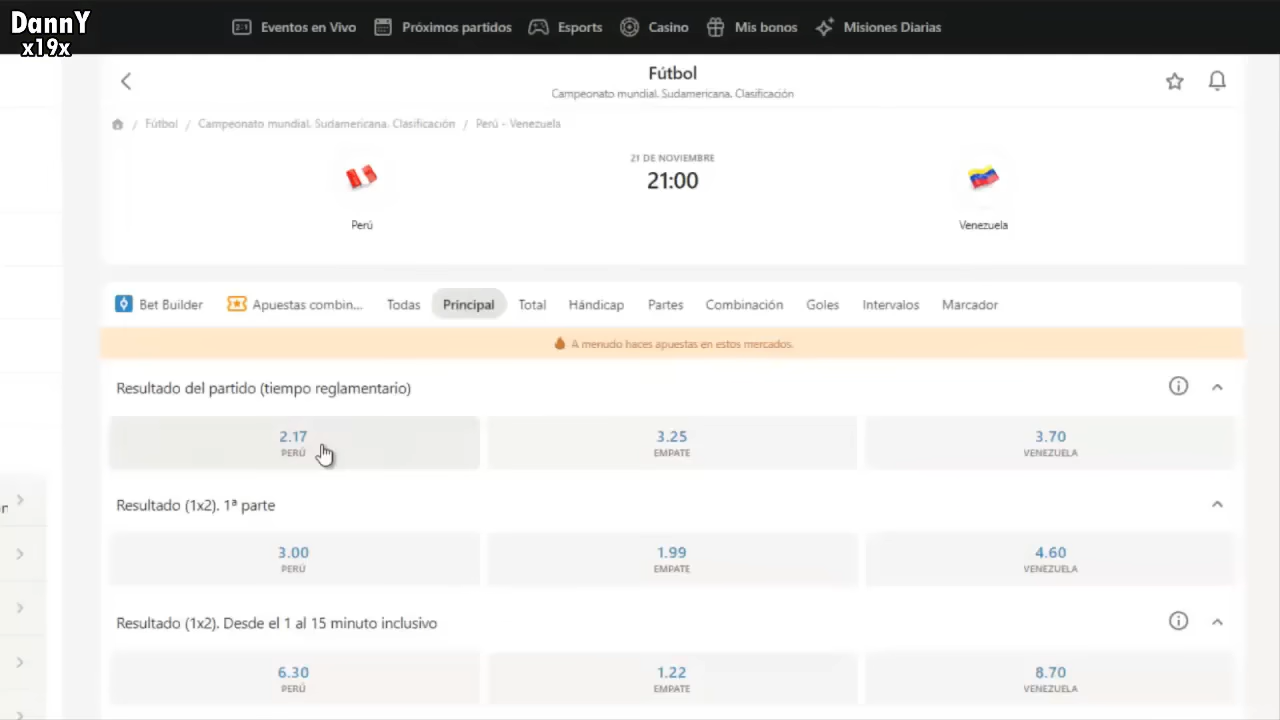 DannY
x19x
Eventos en Vivo
Próximos partidos
Esports
Casino
Mis bonos
Misiones Diarias
Fútbol
Campeonato mundial. Sudamericana. Clasificación
/ Fútbol / Campeonato mundial. Sudamericana. Clasificación / Perú - Venezuela
21 DE NOVIEMBRE
21:00
Perú
Venezuela
Bet Builder
Apuestas combin...
Todas
Principal
Total
Hándicap
Partes
Combinación
Goles
Intervalos
Marcador
A menudo haces apuestas en estos mercados.
Resultado del partido (tiempo reglamentario)
2.17
PERÚ
3.25
EMPATE
3.70
VENEZUELA
Resultado (1x2). 1ª parte
3.00
PERÚ
1.99
EMPATE
4.60
VENEZUELA
Resultado (1x2). Desde el 1 al 15 minuto inclusivo
6.30
PERÚ
1.22
EMPATE
8.70
VENEZUELA